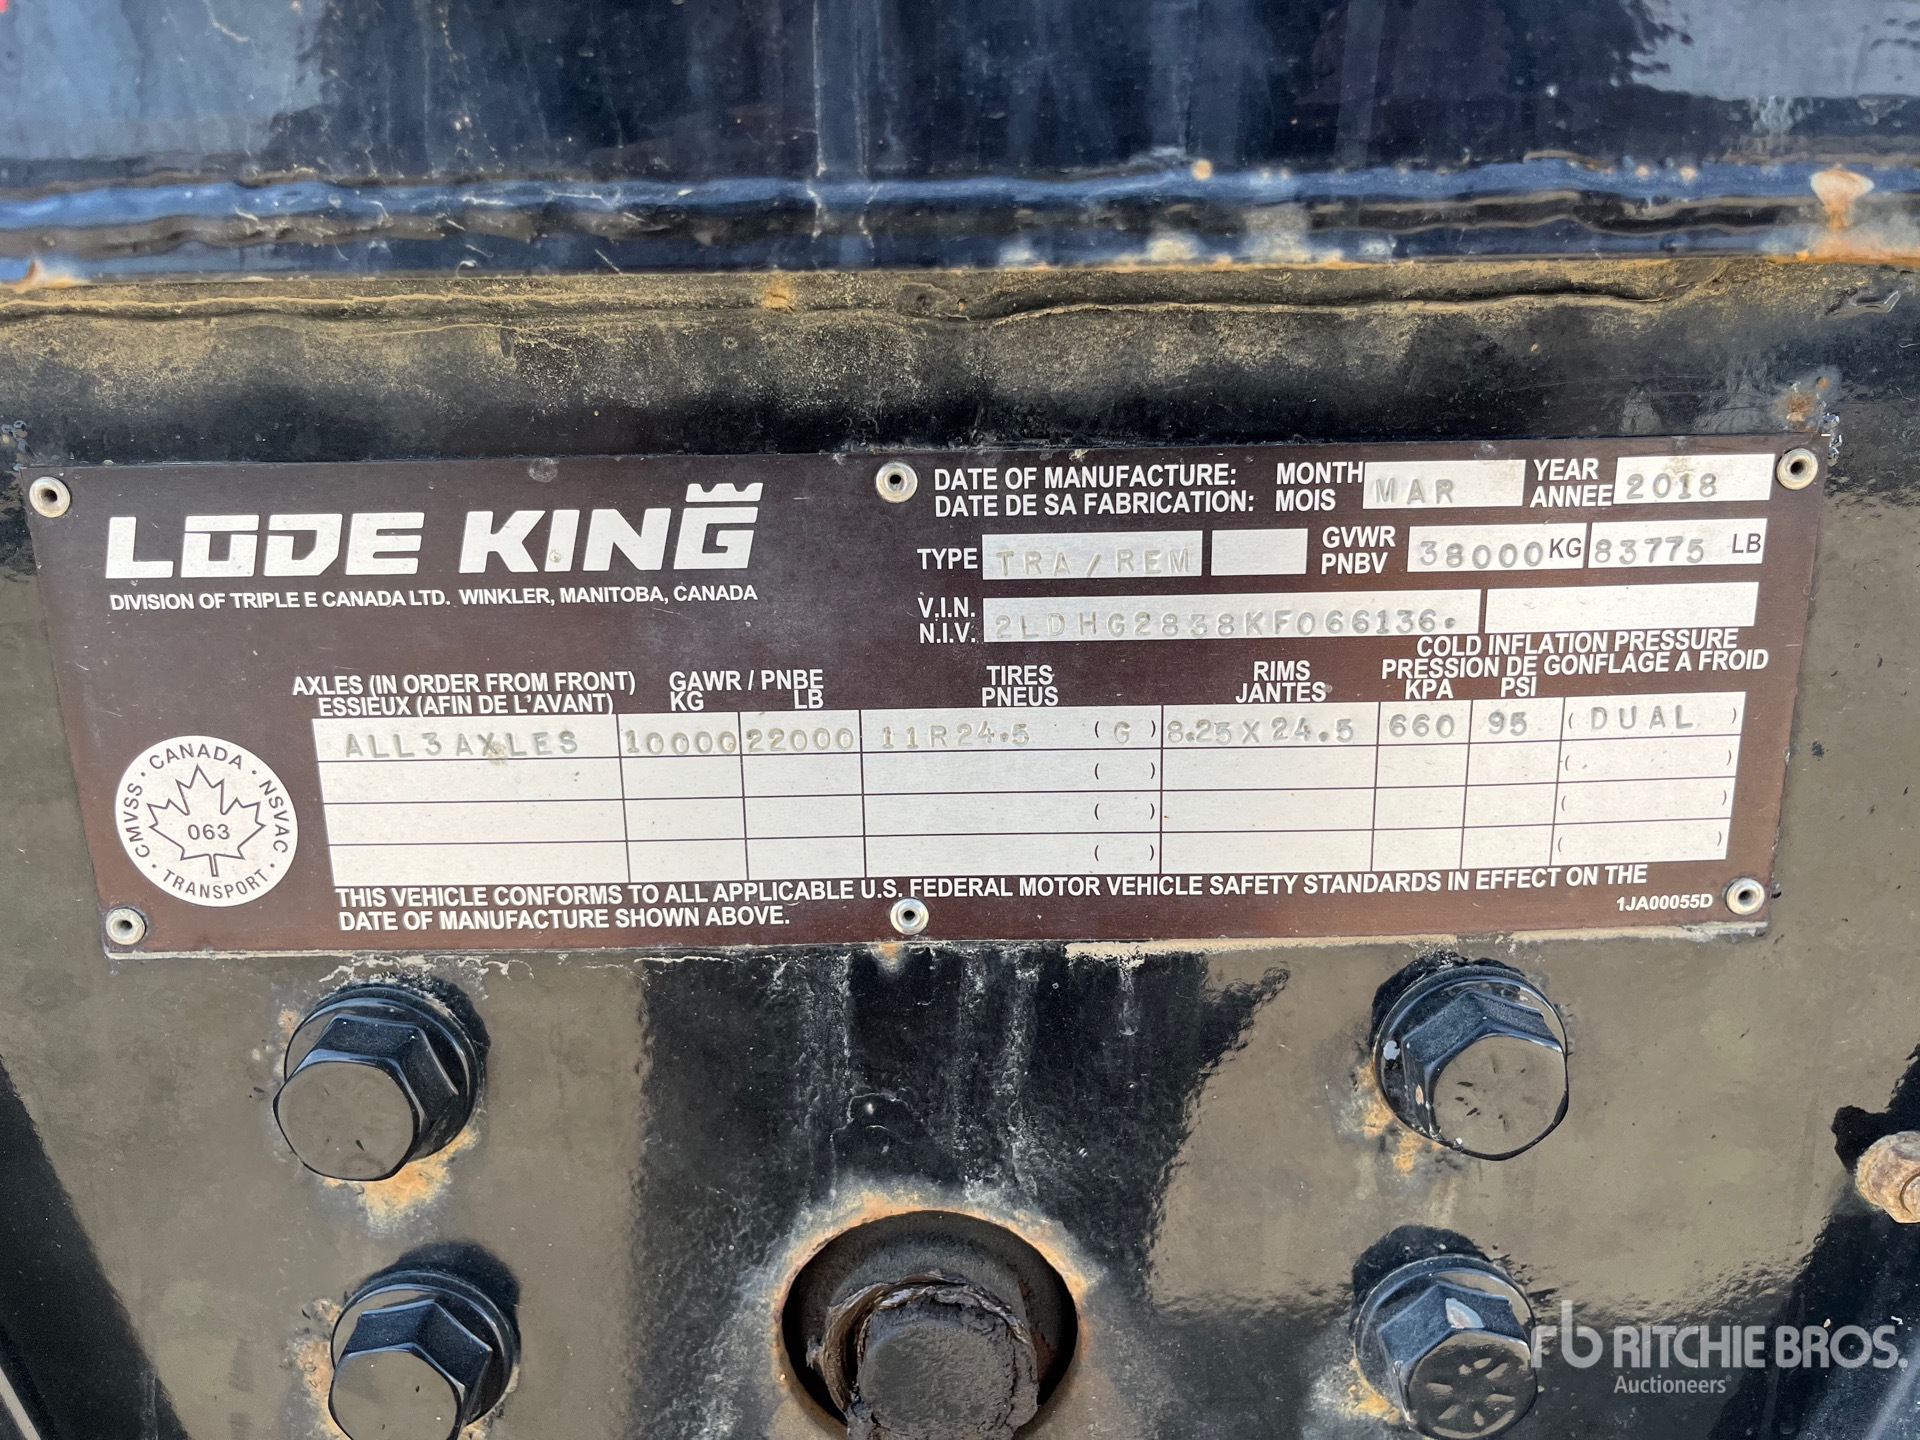 LODE KING
DIVISION OF TRIPLE E CANADA LTD. WINKLER, MANITOBA, CANADA
DATE OF MANUFACTURE: MONTH MAR YEAR 2018
DATE DE SA FABRICATION: MOIS ANNEE
TYPE TRA/REM GVWR PNBV 38000 KG 83775 LB
V.I.N. 2LDHG2838KF066136.
N.I.V.
COLD INFLATION PRESSURE
AXLES (IN ORDER FROM FRONT) GAWR / PNBE TIRES RIMS PRESSION DE GONFLAGE A FROID
ESSIEUX (AFIN DE L'AVANT) KG LB PNEUS JANTES KPA PSI
ALL 3 AXLES 10000 22000 11R24.5 (G) 8.25X24.5 660 95 (DUAL)
( ) ( )
( ) ( )
( ) ( )
CANADA · NSVAC · TRANSPORT · CMVSS ·
063
THIS VEHICLE CONFORMS TO ALL APPLICABLE U.S. FEDERAL MOTOR VEHICLE SAFETY STANDARDS IN EFFECT ON THE
DATE OF MANUFACTURE SHOWN ABOVE.
1JA00055D
rb RITCHIE BROS.
Auctioneers